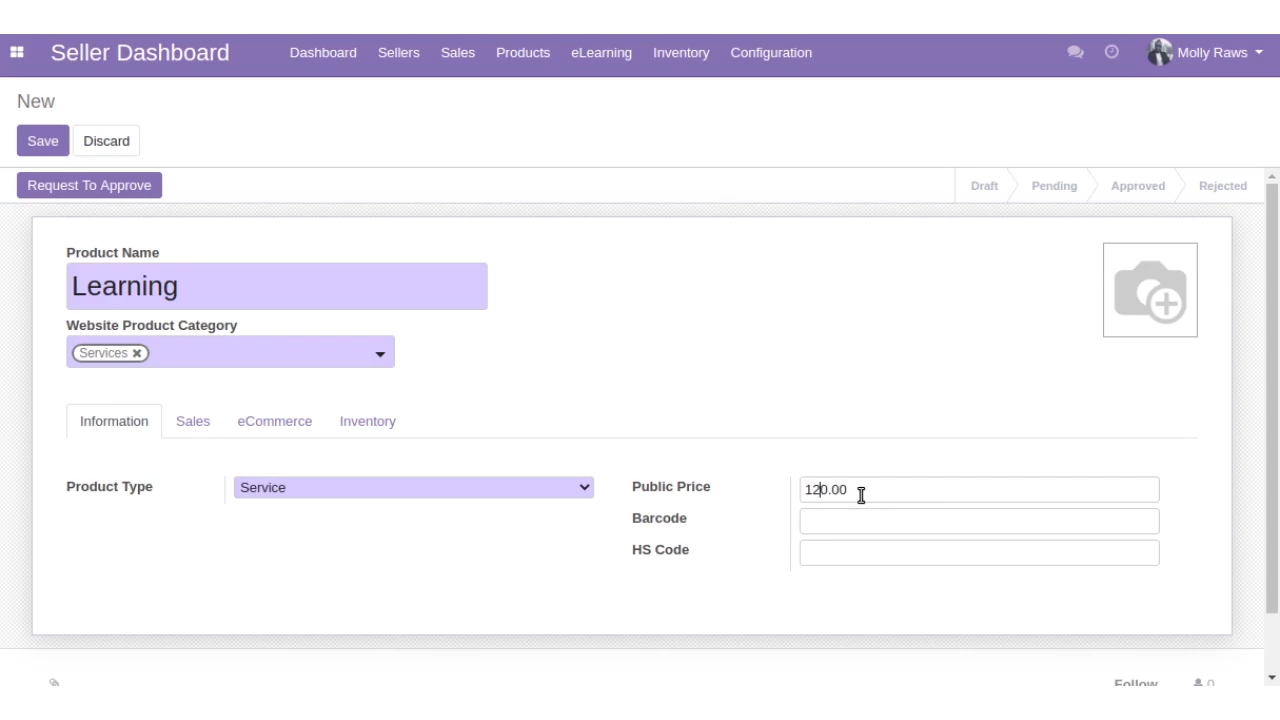 Seller Dashboard Dashboard Sellers Sales Products eLearning Inventory Configuration Molly Raws
New
Save Discard
Request To Approve Draft Pending Approved Rejected
Product Name
Learning
Website Product Category
Services
Information Sales eCommerce Inventory
Product Type Service Public Price 120.00
Barcode
HS Code
Follow 0